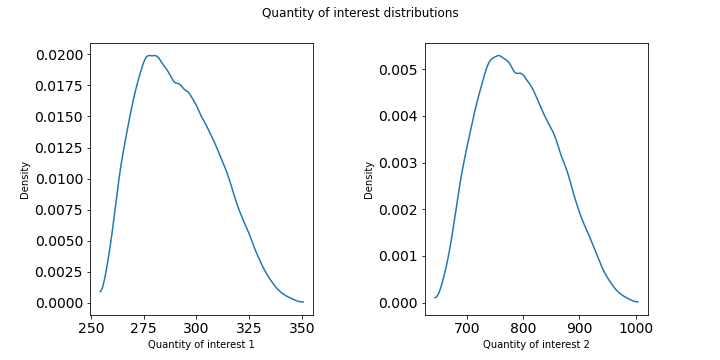 Quantity of interest distributions
0.0200
0.0175
0.0150
0.0125
0.0100
0.0075
0.0050
0.0025
0.0000
Density
250 275 300 325 350
Quantity of interest 1
0.005
0.004
0.003
0.002
0.001
0.000
Density
700 800 900 1000
Quantity of interest 2